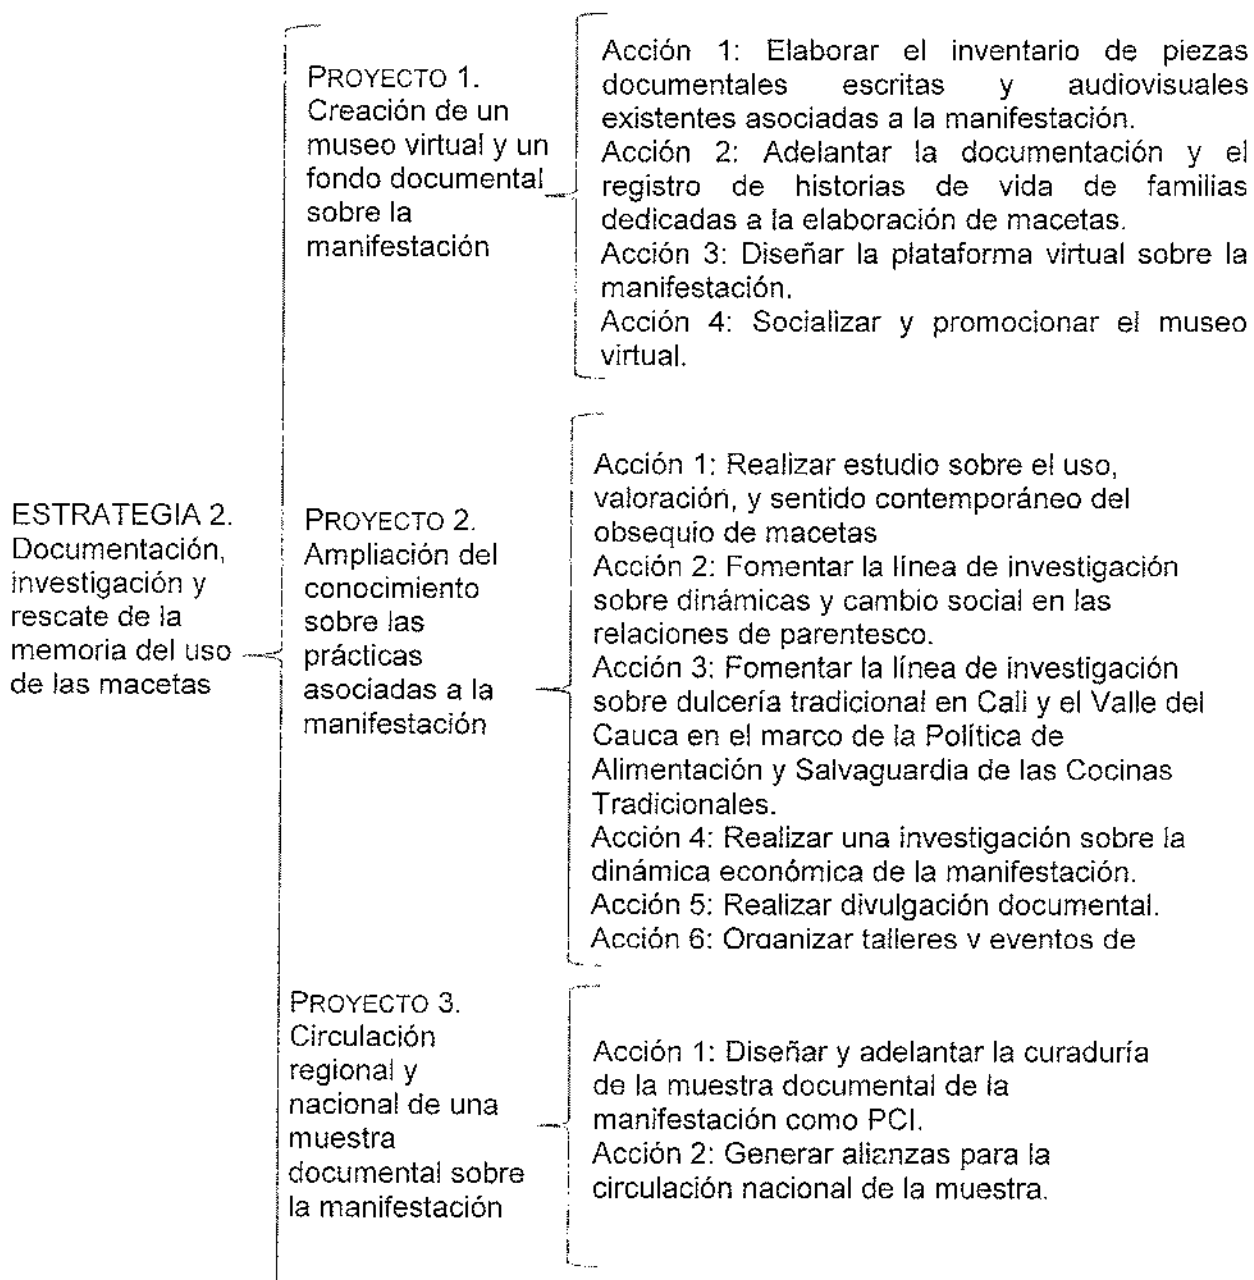 ESTRATEGIA 2.
Documentación,
investigación y
rescate de la
memoria del uso
de las macetas
PROYECTO 1.
Creación de un
museo virtual y un
fondo documental
sobre la
manifestación
Acción 1: Elaborar el inventario de piezas
documentales escritas y audiovisuales
existentes asociadas a la manifestación.
Acción 2: Adelantar la documentación y el
registro de historias de vida de familias
dedicadas a la elaboración de macetas.
Acción 3: Diseñar la plataforma virtual sobre la
manifestación.
Acción 4: Socializar y promocionar el museo
virtual.
PROYECTO 2.
Ampliación del
conocimiento
sobre las
prácticas
asociadas a la
manifestación
Acción 1: Realizar estudio sobre el uso,
valoración, y sentido contemporáneo del
obsequio de macetas
Acción 2: Fomentar la línea de investigación
sobre dinámicas y cambio social en las
relaciones de parentesco.
Acción 3: Fomentar la línea de investigación
sobre dulcería tradicional en Cali y el Valle del
Cauca en el marco de la Política de
Alimentación y Salvaguardia de las Cocinas
Tradicionales.
Acción 4: Realizar una investigación sobre la
dinámica económica de la manifestación.
Acción 5: Realizar divulgación documental.
Acción 6: Organizar talleres y eventos de
PROYECTO 3.
Circulación
regional y
nacional de una
muestra
documental sobre
la manifestación
Acción 1: Diseñar y adelantar la curaduría
de la muestra documental de la
manifestación como PCI.
Acción 2: Generar alianzas para la
circulación nacional de la muestra.